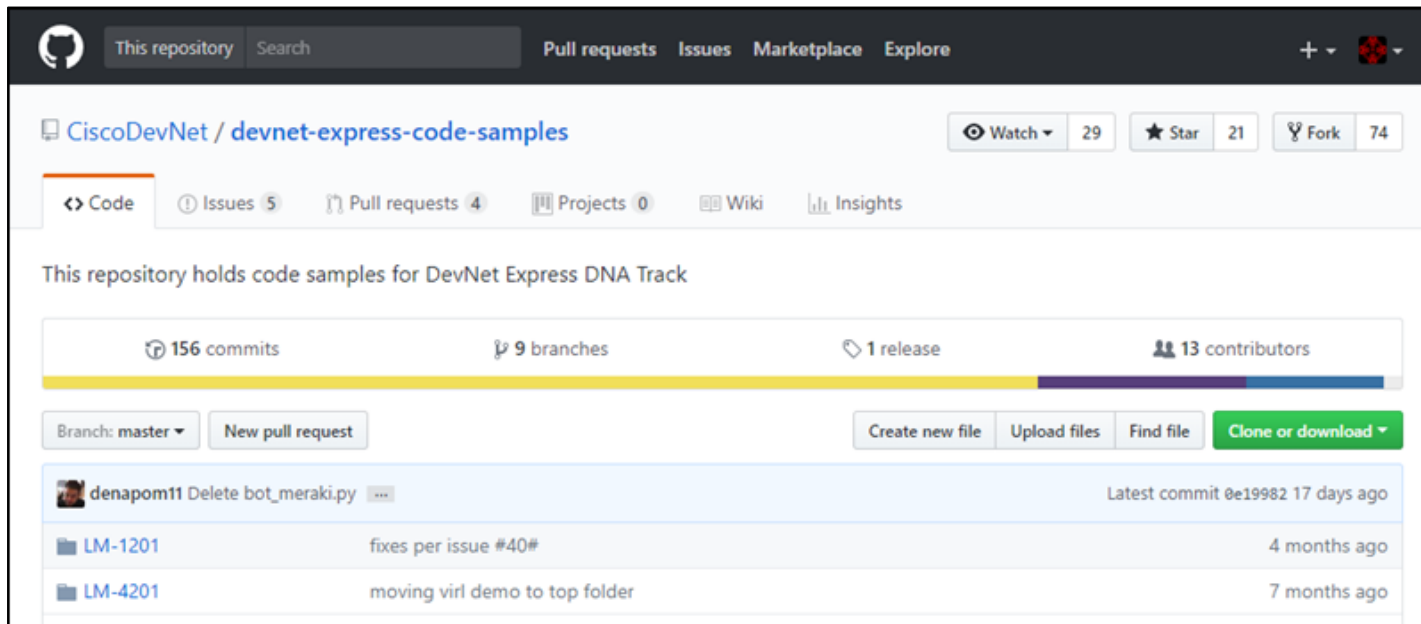 This repository Search Pull requests Issues Marketplace Explore
CiscoDevNet / devnet-express-code-samples Watch 29 Star 21 Fork 74
Code Issues 5 Pull requests 4 Projects 0 Wiki Insights
This repository holds code samples for DevNet Express DNA Track
156 commits 9 branches 1 release 13 contributors
Branch: master New pull request Create new file Upload files Find file Clone or download
denapom11 Delete bot_meraki.py ... Latest commit 0e19982 17 days ago
LM-1201 fixes per issue #40# 4 months ago
LM-4201 moving virl demo to top folder 7 months ago